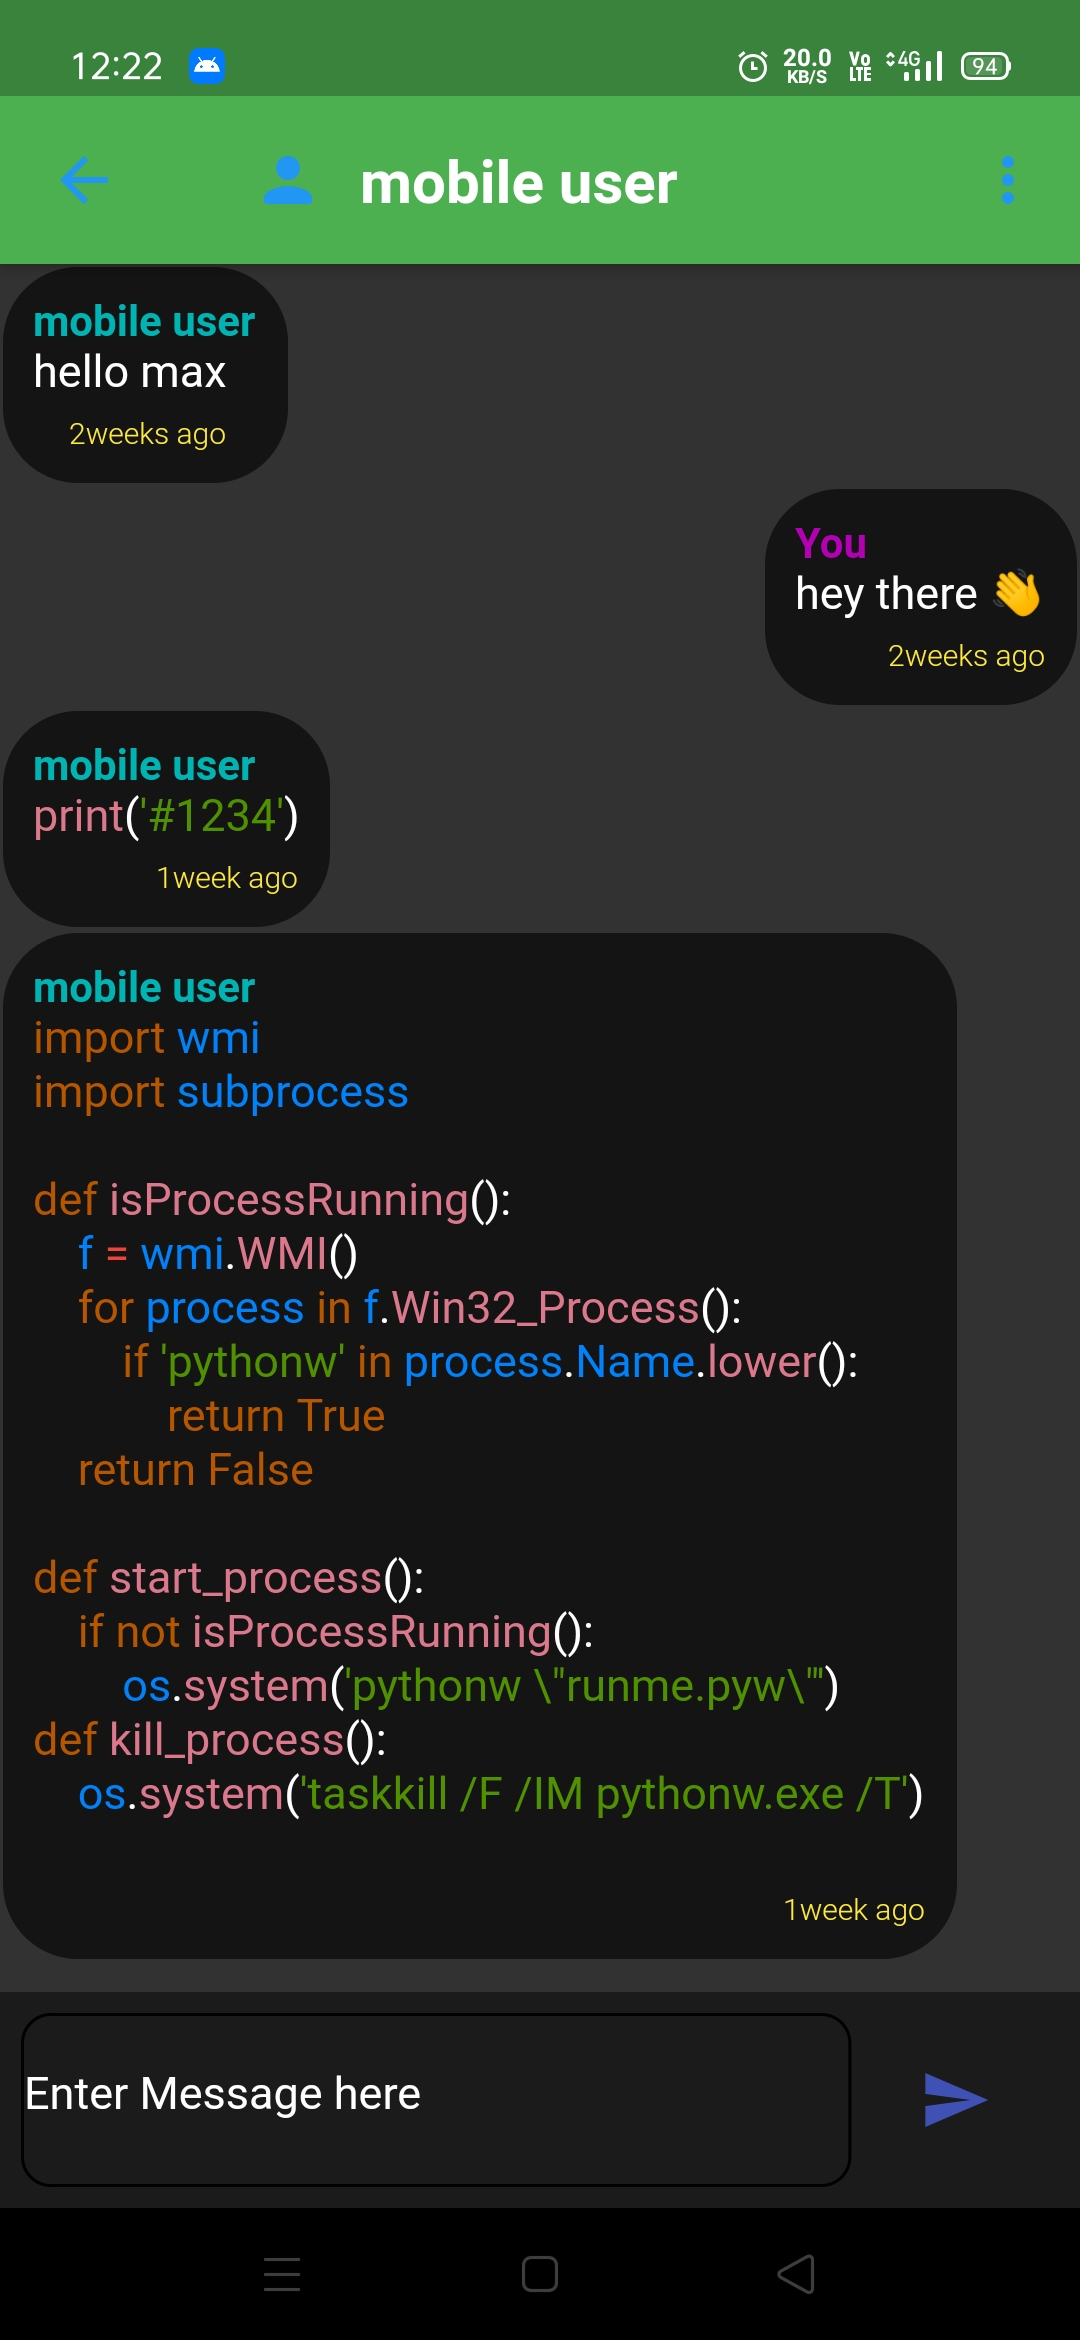 12:22
20.0
KB/S
Vo
LTE
4G
94
mobile user
mobile user
hello max
2weeks ago
You
hey there 👋
2weeks ago
mobile user
print('#1234')
1week ago
mobile user
import wmi
import subprocess
def isProcessRunning():
    f = wmi.WMI()
    for process in f.Win32_Process():
        if 'pythonw' in process.Name.lower():
            return True
    return False
def start_process():
    if not isProcessRunning():
        os.system('pythonw \"runme.pyw\"')
def kill_process():
    os.system('taskkill /F /IM pythonw.exe /T')
1week ago
Enter Message here